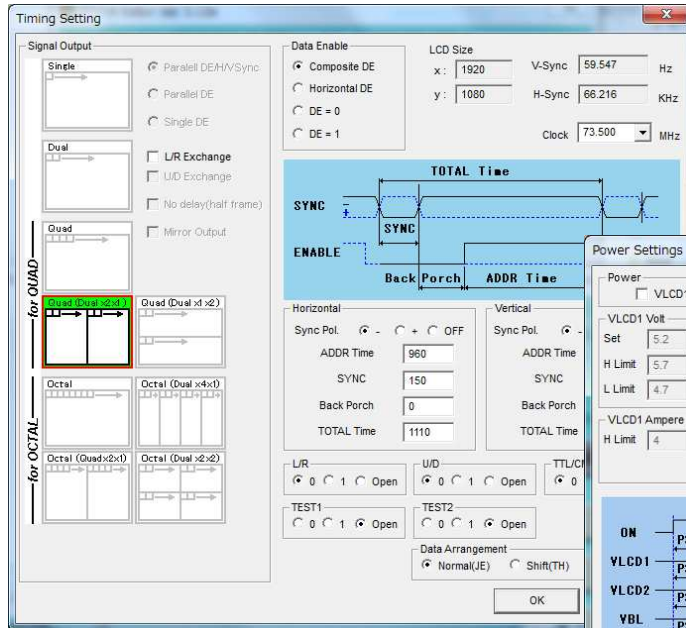 Timing Setting
Signal Output
Single
Paralell DE/H/VSync
Parallel DE
Single DE
Dual
L/R Exchange
U/D Exchange
No delay(half frame)
Quad
Mirror Output
for QUAD
Quad (Dual x2x1)
Quad (Dual x1 x2)
for OCTAL
Octal
Octal (Dual x4x1)
Octal (Quadx2x1)
Octal (Dual x2x2)
Data Enable
Composite DE
Horizontal DE
DE = 0
DE = 1
LCD Size
x : 1920
y : 1080
V-Sync 59.547 Hz
H-Sync 66.216 KHz
Clock 73.500 MHz
TOTAL Time
SYNC - +
SYNC
ENABLE
Back Porch ADDR Time
Horizontal
Sync Pol. - + OFF
ADDR Time 960
SYNC 150
Back Porch 0
TOTAL Time 1110
Vertical
Sync Pol. -
ADDR Time
SYNC
Back Porch
TOTAL Time
L/R
0 1 Open
U/D
0 1 Open
0
TEST1
0 1 Open
TEST2
0 1 Open
Data Arrangement
Normal(JE) Shift(TH)
OK
Power Settings
Power
VLCD1
VLCD1 Volt
Set 5.2
H Limit 5.7
L Limit 4.7
VLCD1 Ampere
H Limit 4
ON
VLCD1
VLCD2
VBL